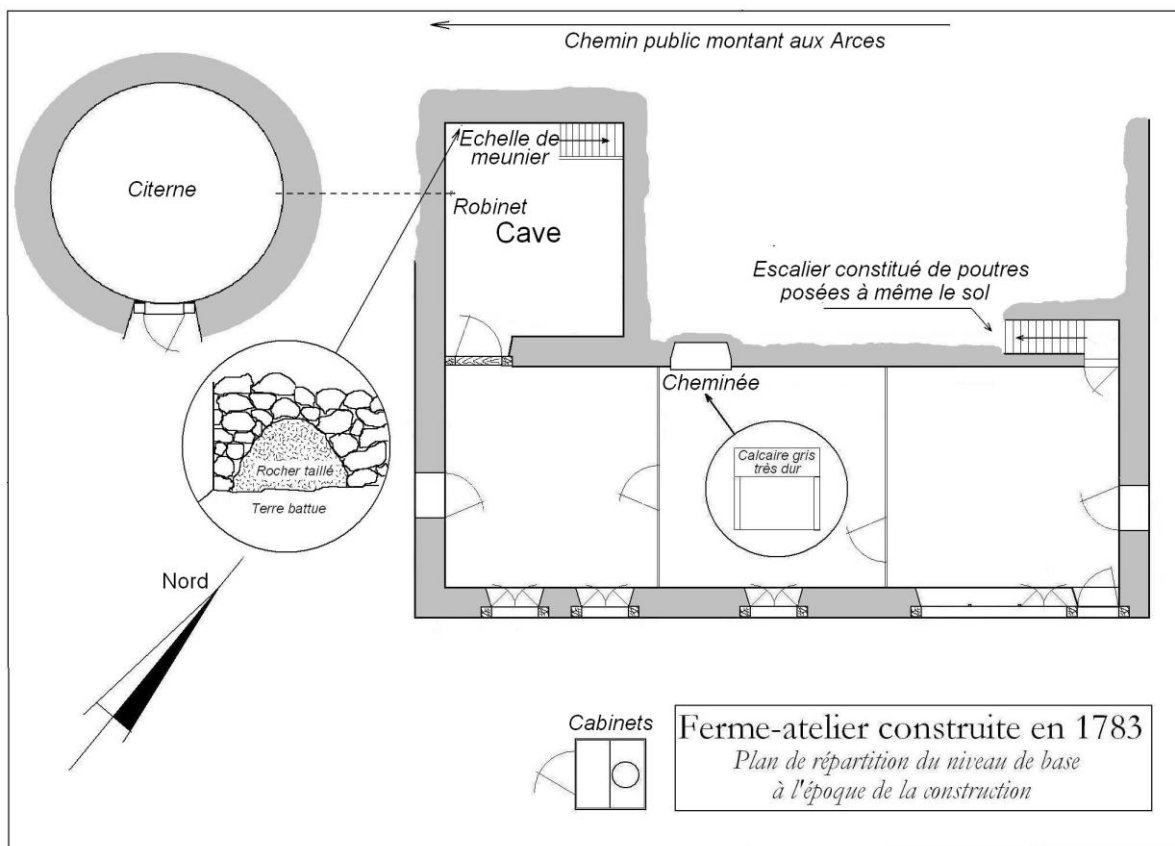 Chemin public montant aux Arces
Echelle de
meunier
Citerne
Robinet
Cave
Escalier constitué de poutres
posées à même le sol
Cheminée
Calcaire gris
très dur
Rocher taillé
Terre battue
Nord
Cabinets
Ferme-atelier construite en 1783
Plan de répartition du niveau de base
à l'époque de la construction